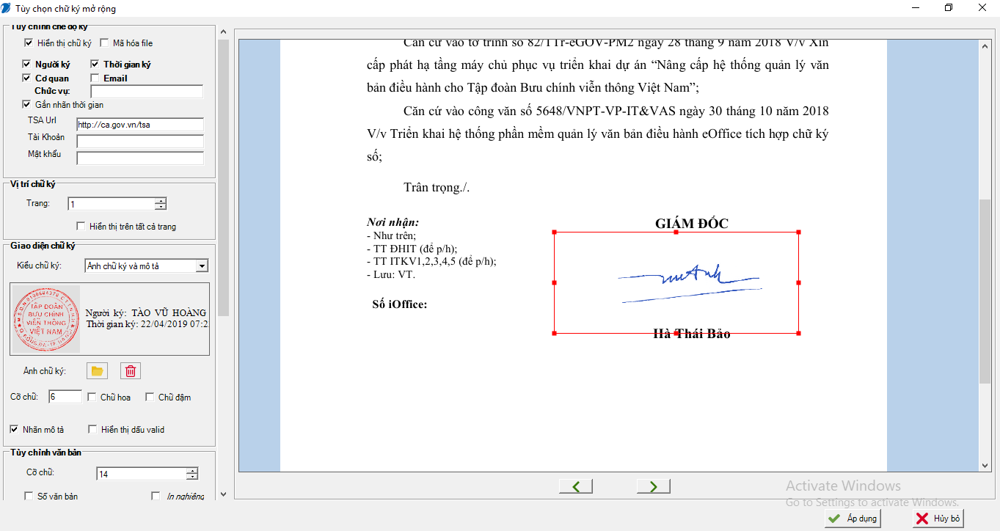 Tùy chọn chữ ký mở rộng
Tùy chỉnh chế độ ký
Hiển thị chữ ký
Mã hóa file
Người ký
Thời gian ký
Cơ quan
Email
Chức vụ:
Gắn nhãn thời gian
TSA Url
http://ca.gov.vn/tsa
Tài Khoản
Mật khẩu
Vị trí chữ ký
Trang:
1
Hiển thị trên tất cả trang
Giao diện chữ ký
Kiểu chữ ký:
Ảnh chữ ký và mô tả
TẬP ĐOÀN
BƯU CHÍNH
VIỄN THÔNG
VIỆT NAM
Người ký: TÀO VŨ HOÀNG
Thời gian ký: 22/04/2019 07:2
Ảnh chữ ký:
Cỡ chữ:
6
Chữ hoa
Chữ đậm
Nhãn mô tả
Hiển thị dấu valid
Tùy chỉnh văn bản
Cỡ chữ:
14
Số văn bản
In nghiêng
Căn cứ vào tờ trình số 82/TTr-eGOV-PM2 ngày 28 tháng 9 năm 2018 V/v Xin
cấp phát hạ tầng máy chủ phục vụ triển khai dự án “Nâng cấp hệ thống quản lý văn
bản điều hành cho Tập đoàn Bưu chính viễn thông Việt Nam”;
Căn cứ vào công văn số 5648/VNPT-VP-IT&VAS ngày 30 tháng 10 năm 2018
V/v Triển khai hệ thống phần mềm quản lý văn bản điều hành eOffice tích hợp chữ ký
số;
Trân trọng./.
Nơi nhận:
- Như trên;
- TT ĐHIT (để p/h);
- TT ITKV1,2,3,4,5 (để p/h);
- Lưu: VT.
Số iOffice:
GIÁM ĐỐC
Hà Thái Bảo
Activate Windows
Go to Settings to activate Windows.
Áp dụng
Hủy bỏ